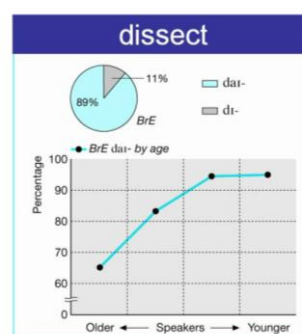 dissect
11%
89%
BrE
daɪ-
dɪ-
BrE daɪ- by age
Percentage
100
90
80
70
60
0
Older ← Speakers → Younger